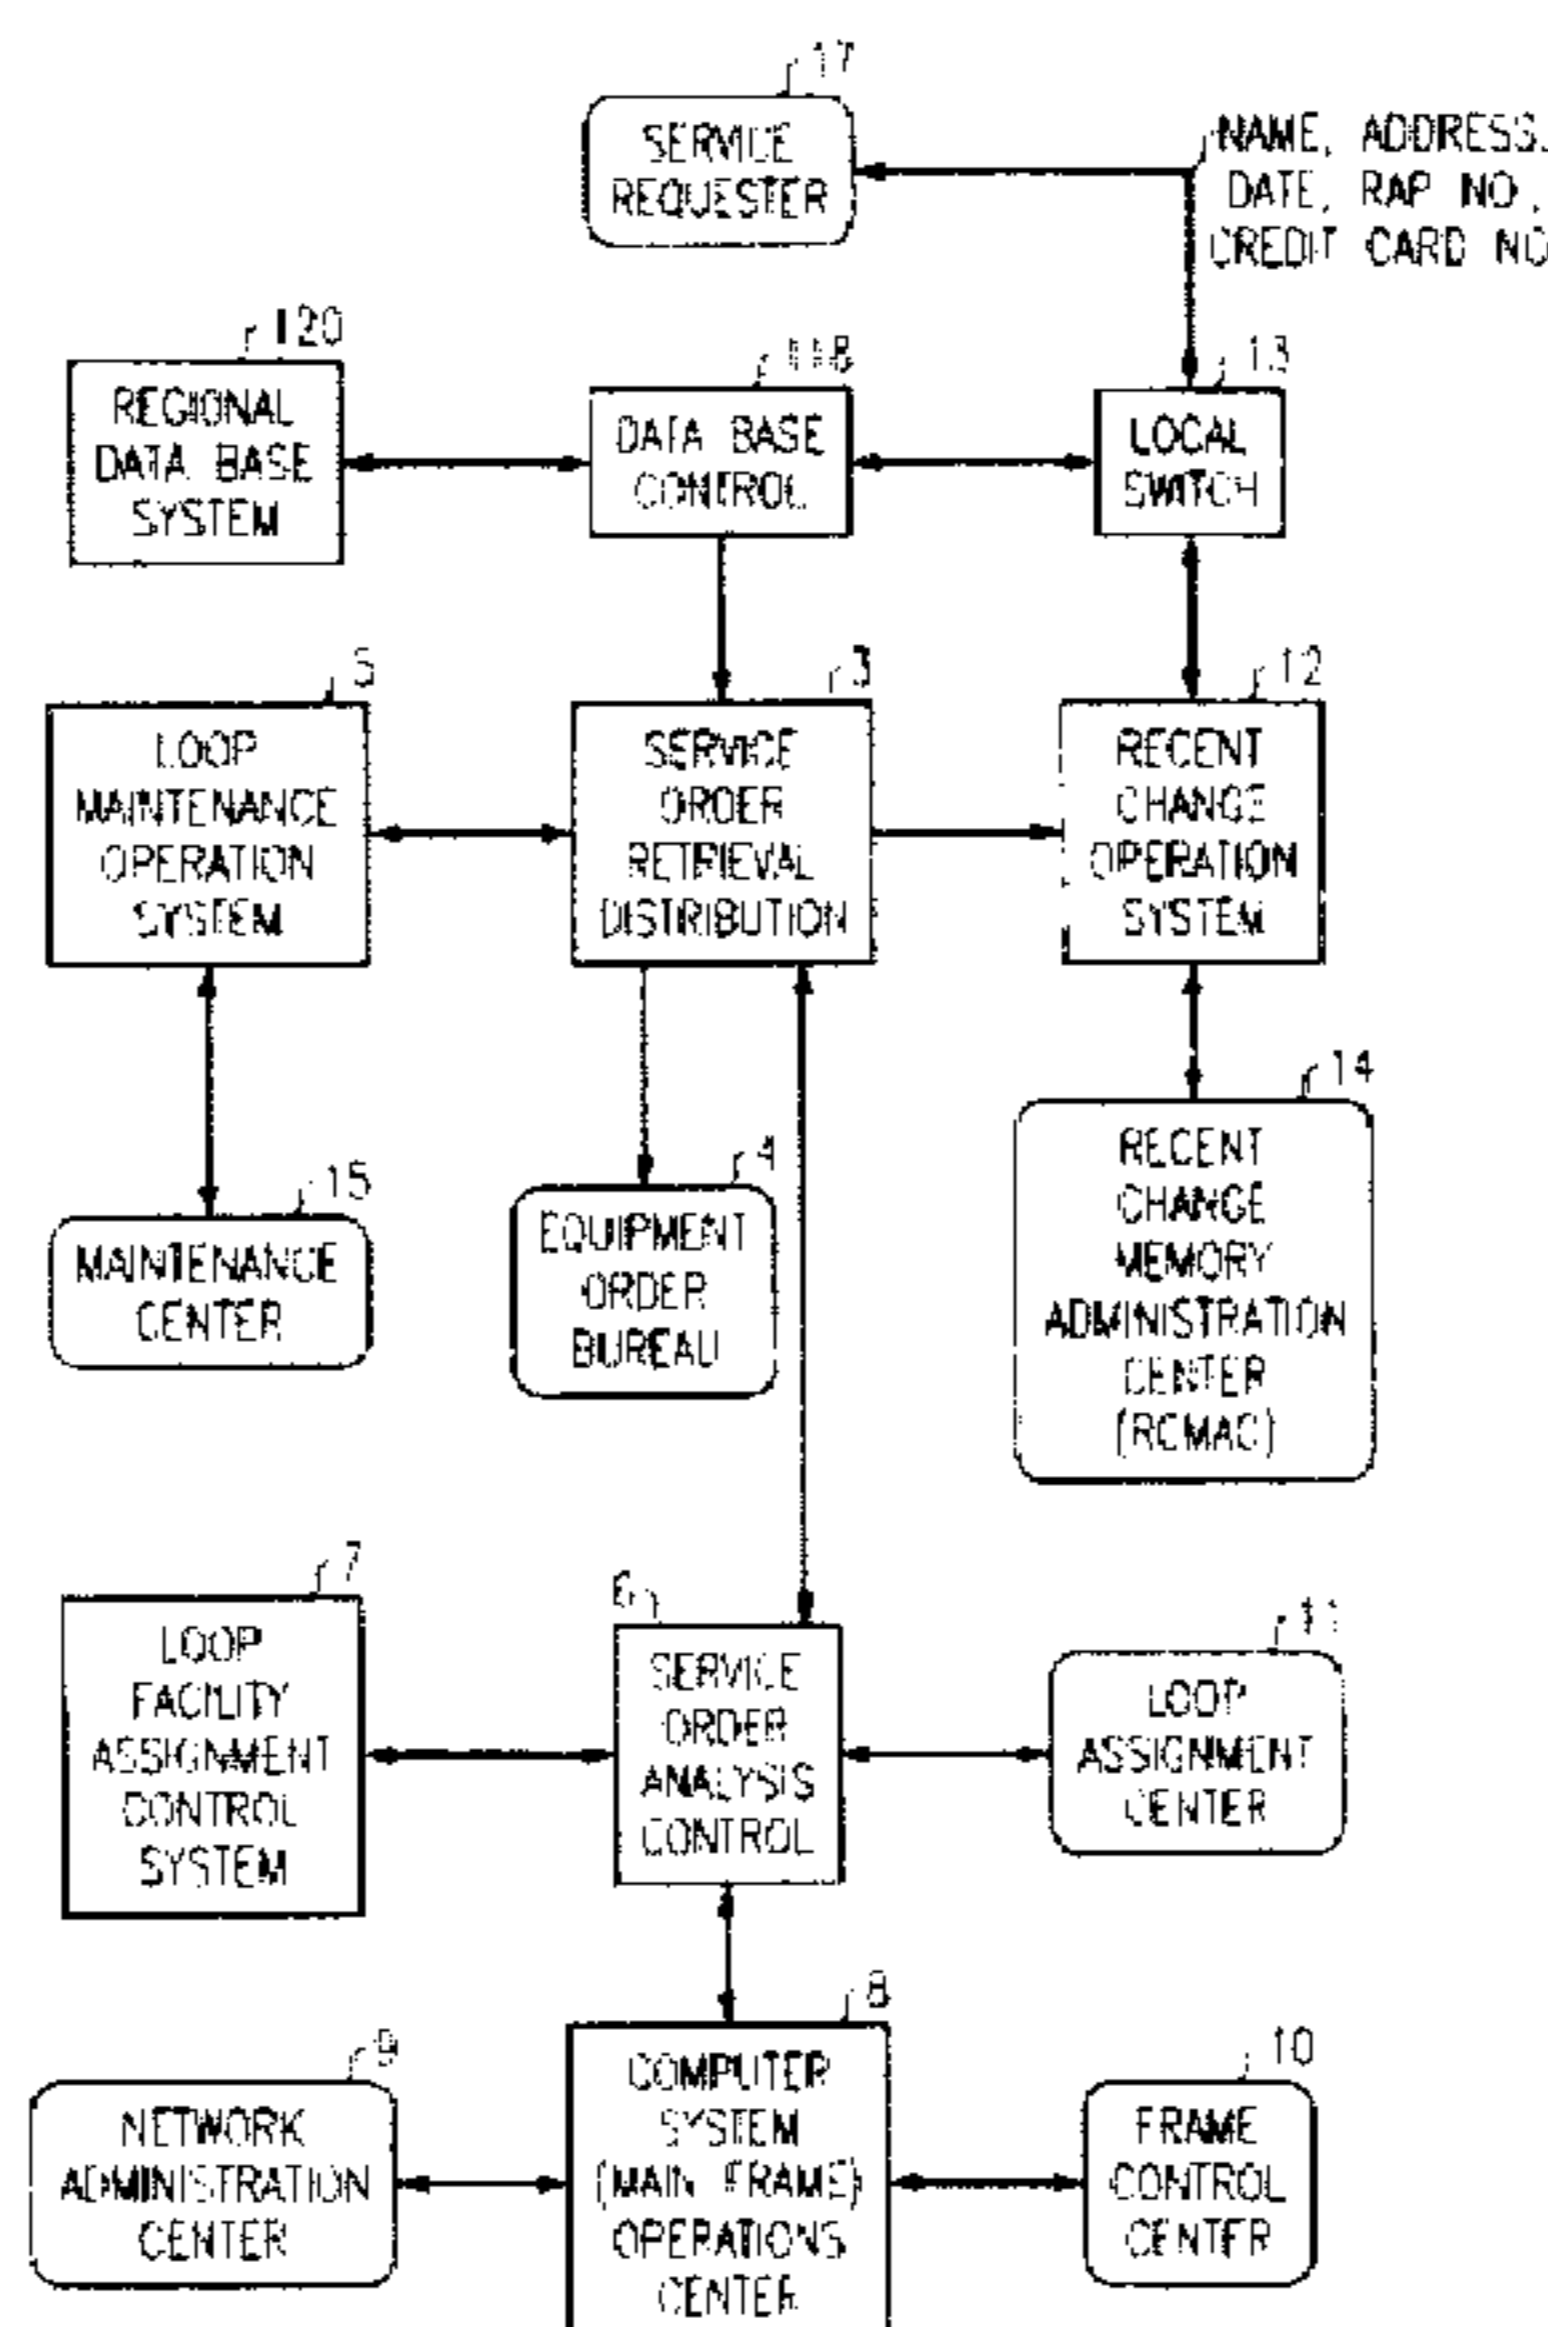 17
SERVICE
REQUESTER
NAME, ADDRESS,
DATE, RAP NO.,
CREDIT CARD NO
120
REGIONAL
DATA BASE
SYSTEM
118
DATA BASE
CONTROL
13
LOCAL
SWITCH
5
LOOP
MAINTENANCE
OPERATION
SYSTEM
3
SERVICE
ORDER
RETRIEVAL
DISTRIBUTION
12
RECENT
CHANGE
OPERATION
SYSTEM
15
MAINTENANCE
CENTER
4
EQUIPMENT
ORDER
BUREAU
14
RECENT
CHANGE
MEMORY
ADMINISTRATION
CENTER
(RCMAC)
7
LOOP
FACILITY
ASSIGNMENT
CONTROL
SYSTEM
6
SERVICE
ORDER
ANALYSIS
CONTROL
11
LOOP
ASSIGNMENT
CENTER
9
NETWORK
ADMINISTRATION
CENTER
8
COMPUTER
SYSTEM
(MAIN FRAME)
OPERATIONS
CENTER
10
FRAME
CONTROL
CENTER